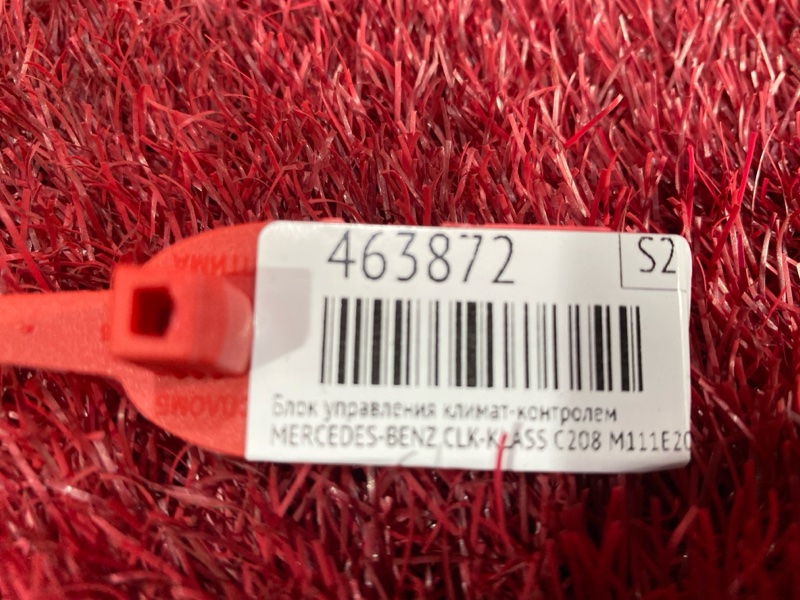 463872
S2
Блок управления климат-контролем
MERCEDES-BENZ CLK-KLASS C208 M111E20